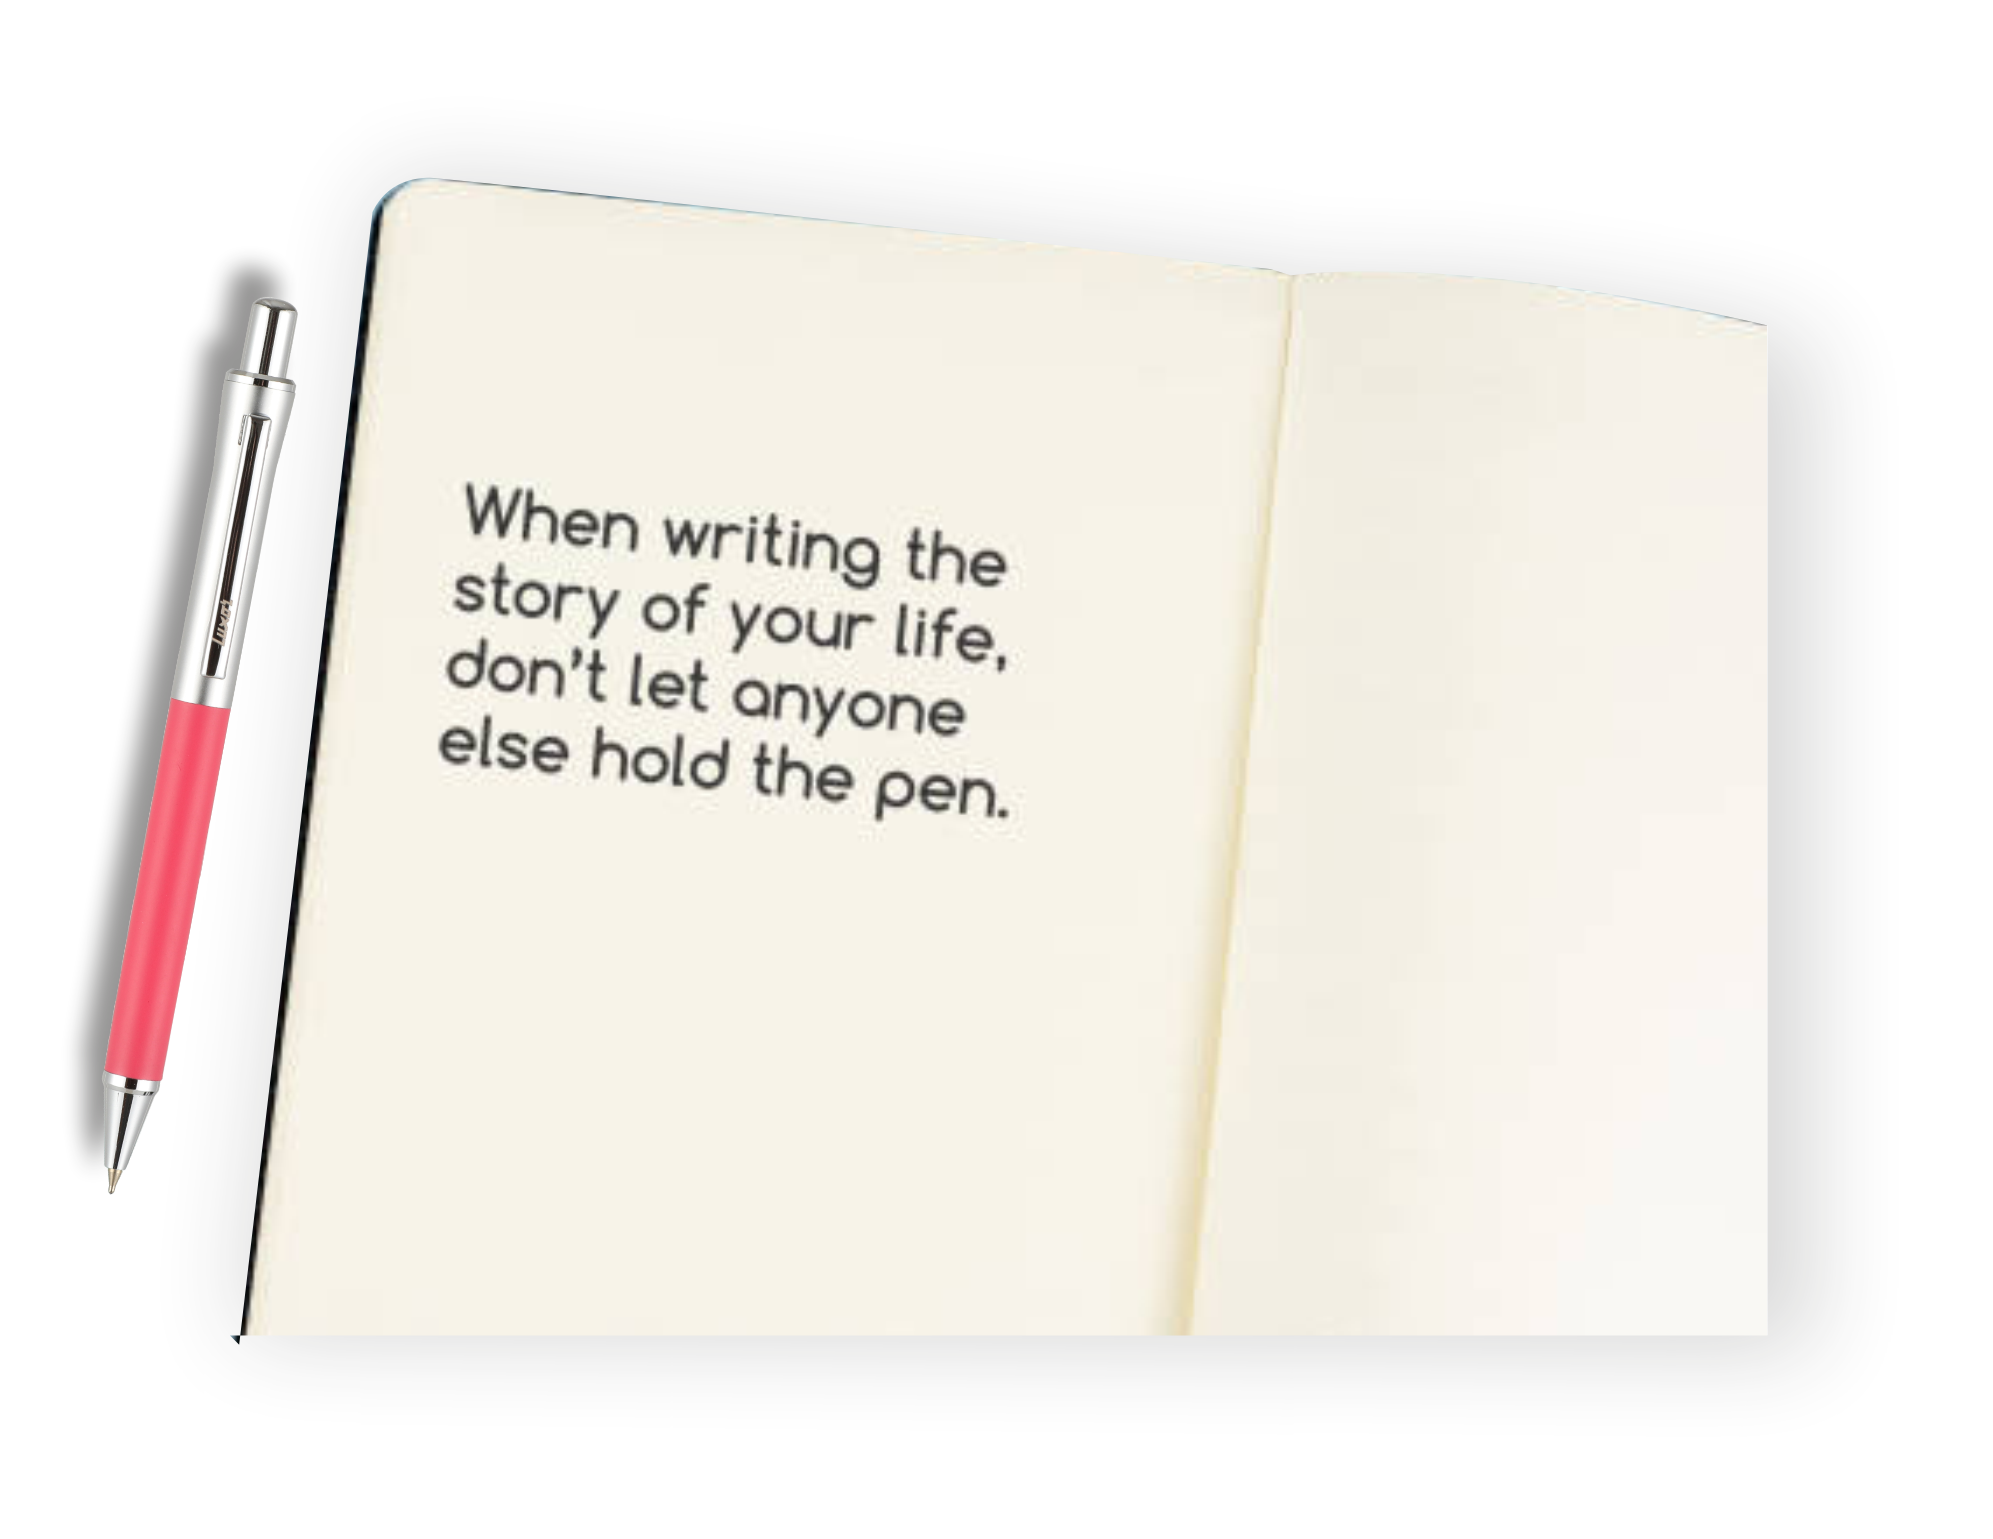 When writing the
story of your life,
don't let anyone
else hold the pen.